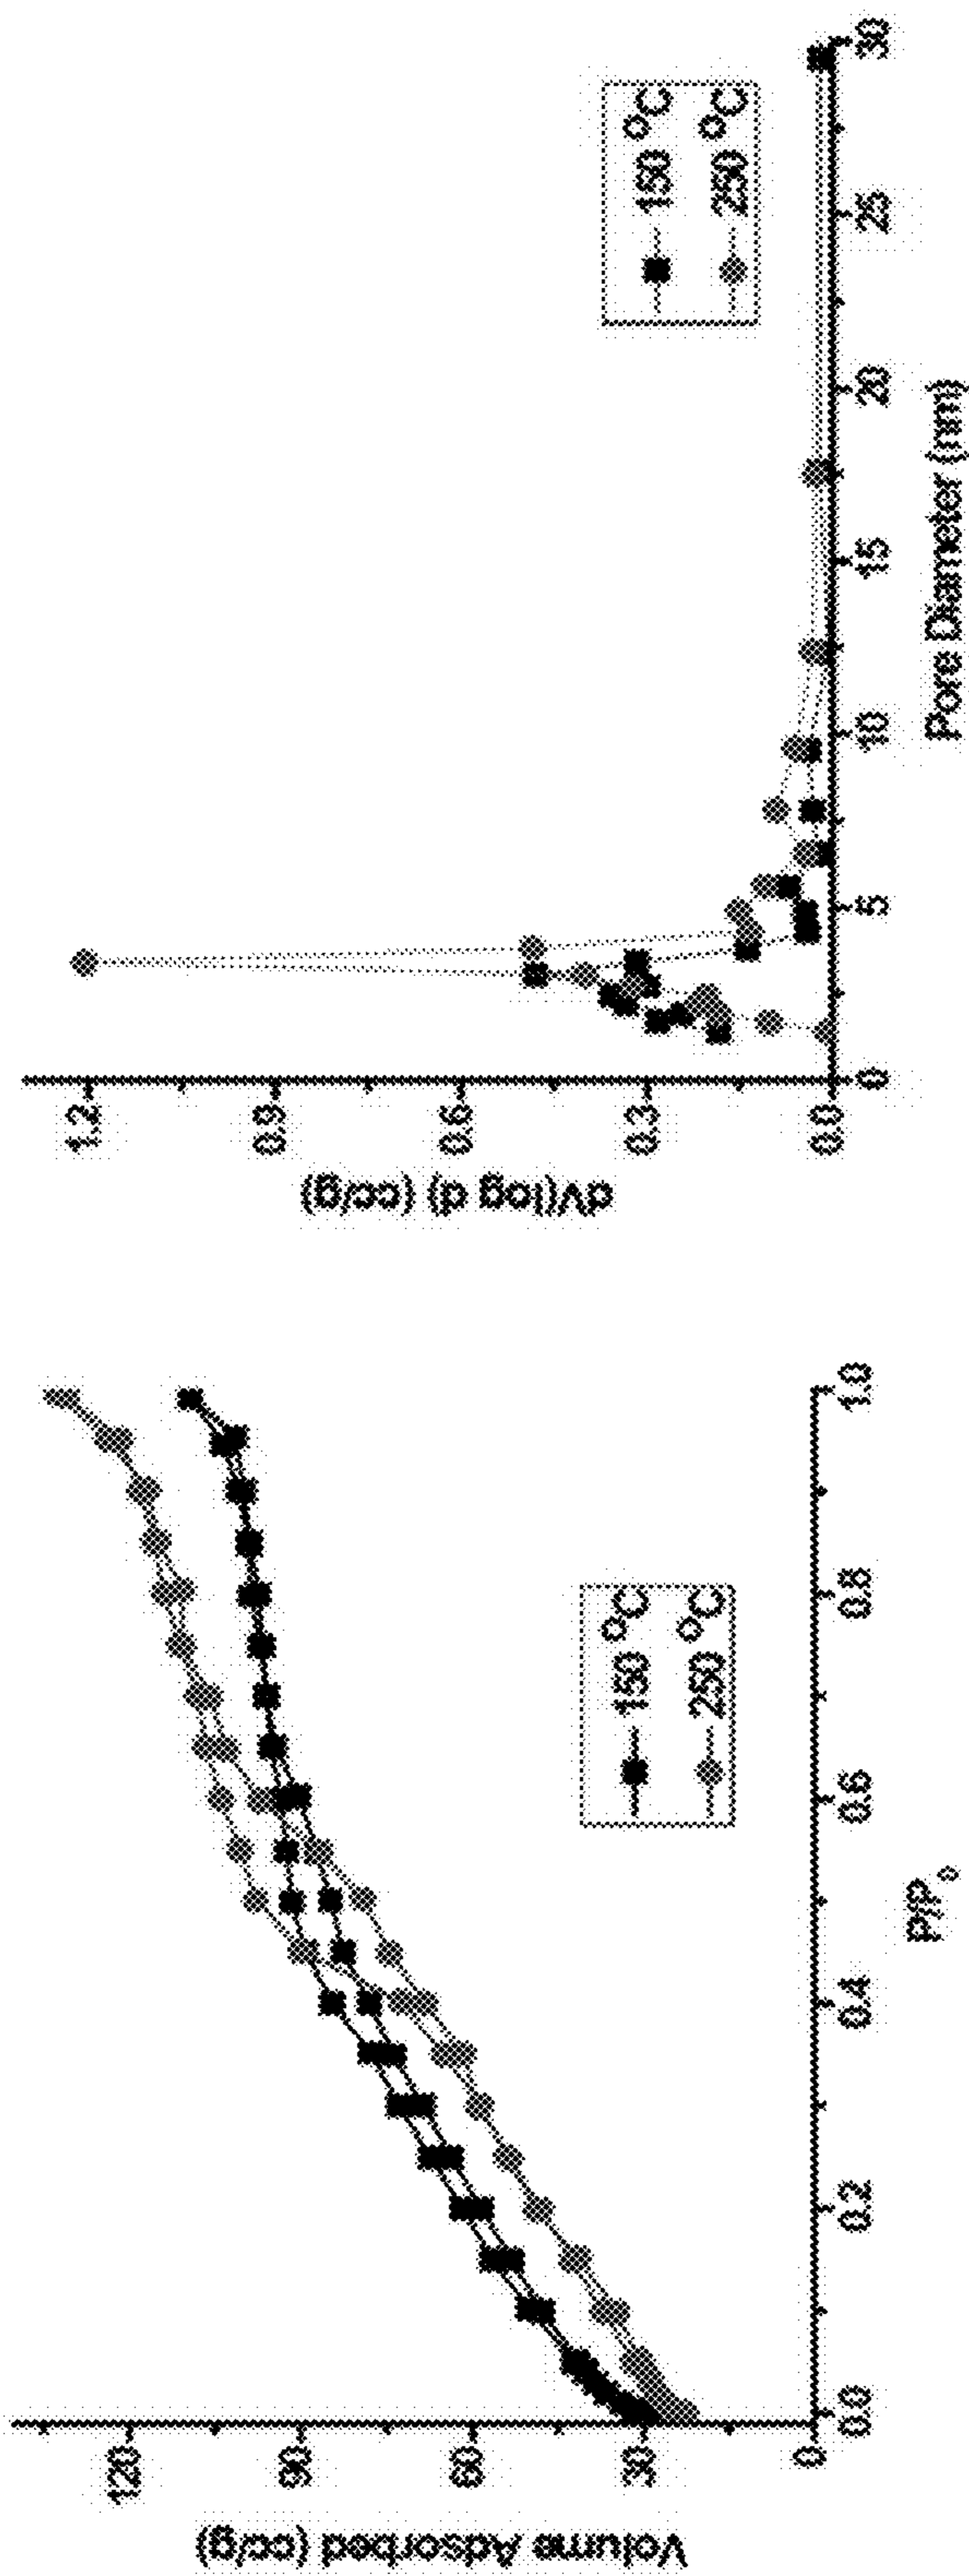 Volume Adsorbed (cc/g)
120
90
60
30
0
150 °C
250 °C
0.0 0.2 0.4 0.6 0.8 1.0
P/P0
dV(log d) (cc/g)
1.2
0.9
0.6
0.3
0.0
150 °C
250 °C
0 5 10 15 20 25 30
Pore Diameter (nm)